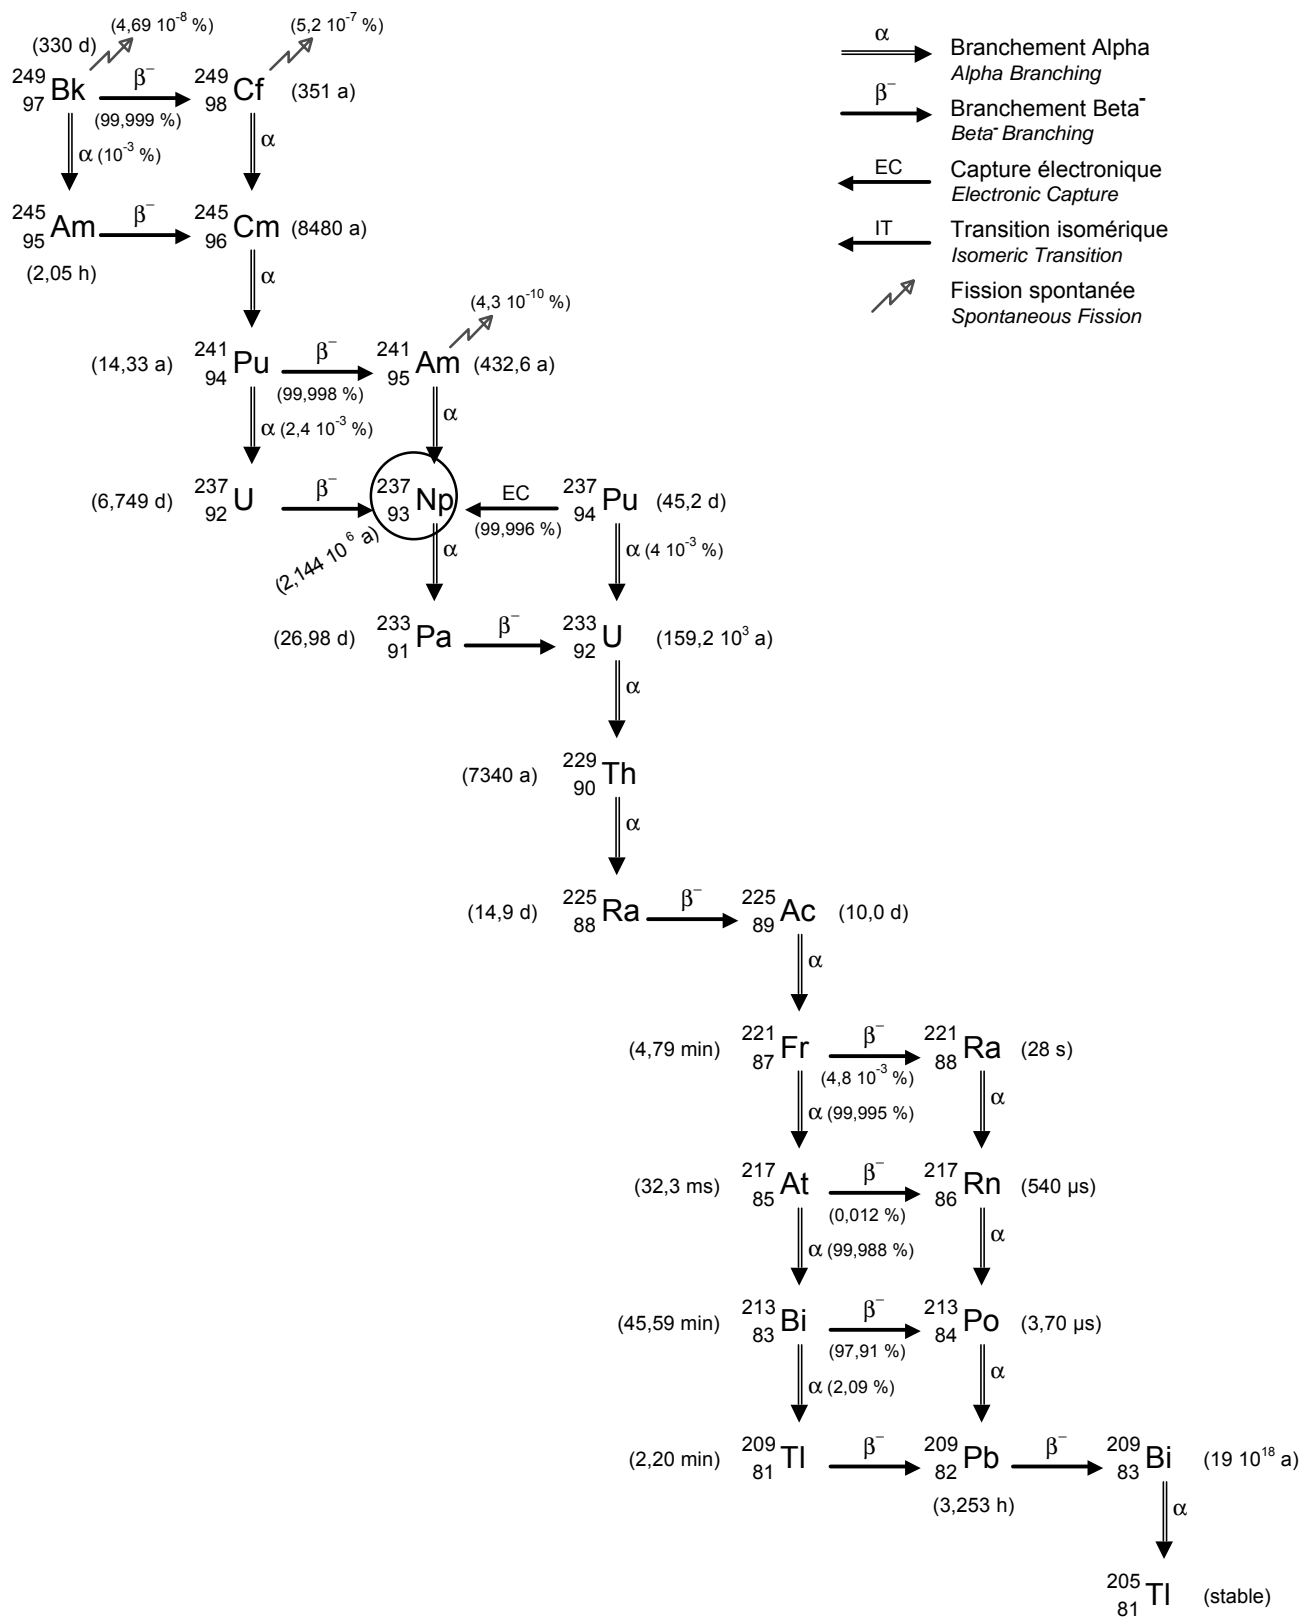 (4,69 10⁻⁸ %) (5,2 10⁻⁷ %)
(330 d)
²⁴⁹₉₇Bk β⁻ ²⁴⁹₉₈Cf (351 a)
(99,999 %)
α (10⁻³ %) α
²⁴⁵₉₅Am β⁻ ²⁴⁵₉₆Cm (8480 a)
(2,05 h) α
(4,3 10⁻¹⁰ %)
(14,33 a) ²⁴¹₉₄Pu β⁻ ²⁴¹₉₅Am (432,6 a)
(99,998 %)
α (2,4 10⁻³ %) α
(6,749 d) ²³⁷₉₂U β⁻ ²³⁷₉₃Np EC ²³⁷₉₄Pu (45,2 d)
(99,996 %)
(2,144 10⁶ a) α α (4 10⁻³ %)
(26,98 d) ²³³₉₁Pa β⁻ ²³³₉₂U (159,2 10³ a)
α
(7340 a) ²²⁹₉₀Th
α
(14,9 d) ²²⁵₈₈Ra β⁻ ²²⁵₈₉Ac (10,0 d)
α
(4,79 min) ²²¹₈₇Fr β⁻ ²²¹₈₈Ra (28 s)
(4,8 10⁻³ %)
α (99,995 %) α
(32,3 ms) ²¹⁷₈₅At β⁻ ²¹⁷₈₆Rn (540 µs)
(0,012 %)
α (99,988 %) α
(45,59 min) ²¹³₈₃Bi β⁻ ²¹³₈₄Po (3,70 µs)
(97,91 %)
α (2,09 %) α
(2,20 min) ²⁰⁹₈₁Tl β⁻ ²⁰⁹₈₂Pb β⁻ ²⁰⁹₈₃Bi (19 10¹⁸ a)
(3,253 h)
α
²⁰⁵₈₁Tl (stable)
α Branchement Alpha
Alpha Branching
β⁻ Branchement Beta⁻
Beta⁻ Branching
EC Capture électronique
Electronic Capture
IT Transition isomérique
Isomeric Transition
Fission spontanée
Spontaneous Fission